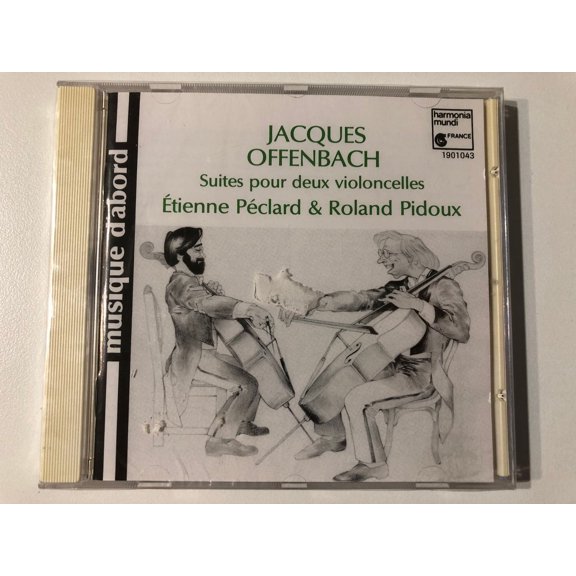 musique d'abord
JACQUES
OFFENBACH
Suites pour deux violoncelles
Étienne Péclard & Roland Pidoux
harmonia
mundi
FRANCE
1901043